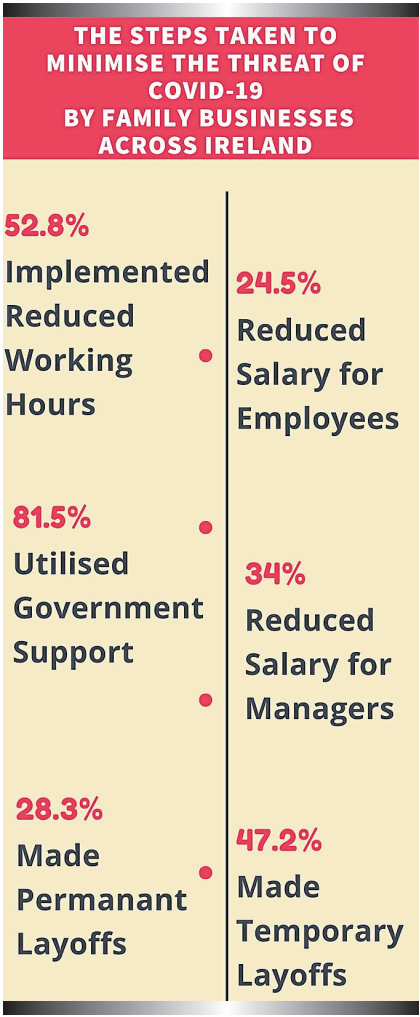 THE STEPS TAKEN TO
MINIMISE THE THREAT OF
COVID-19
BY FAMILY BUSINESSES
ACROSS IRELAND
52.8%
Implemented
Reduced
Working
Hours
24.5%
Reduced
Salary for
Employees
81.5%
Utilised
Government
Support
34%
Reduced
Salary for
Managers
28.3%
Made
Permanant
Layoffs
47.2%
Made
Temporary
Layoffs